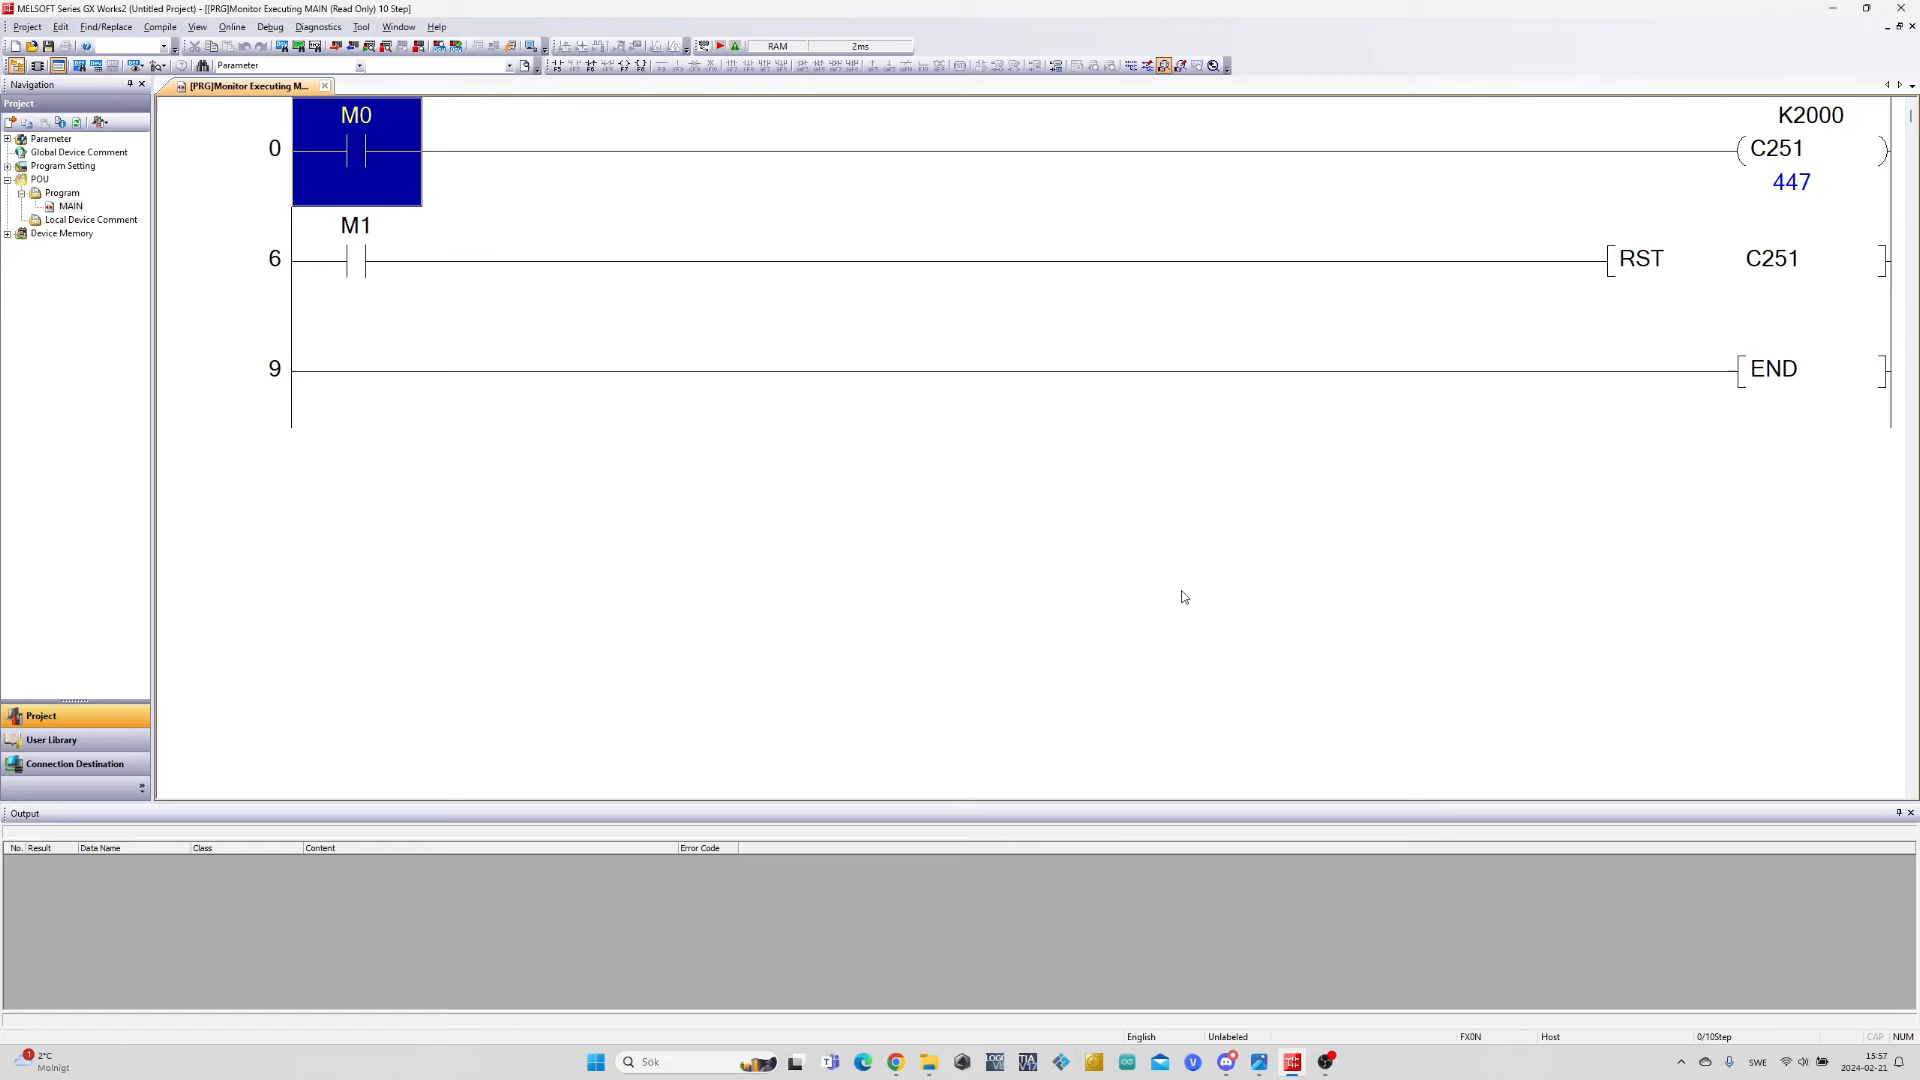 MELSOFT Series GX Works2 (Untitled Project) - [[PRG]Monitor Executing MAIN (Read Only) 10 Step]
Project Edit Find/Replace Compile View Online Debug Diagnostics Tool Window Help
RAM 2ms
Parameter
Navigation
[PRG]Monitor Executing M...
Project
Parameter
Global Device Comment
Program Setting
POU
Program
MAIN
Local Device Comment
Device Memory
M0 K2000
0 C251
447
M1
6 RST C251
9 END
Project
User Library
Connection Destination
Output
No. Result Data Name Class Content Error Code
English Unlabeled FX0N Host 0/10Step CAP NUM
1 2°C
Molnigt
Sök
SWE
15:57
2024-02-21